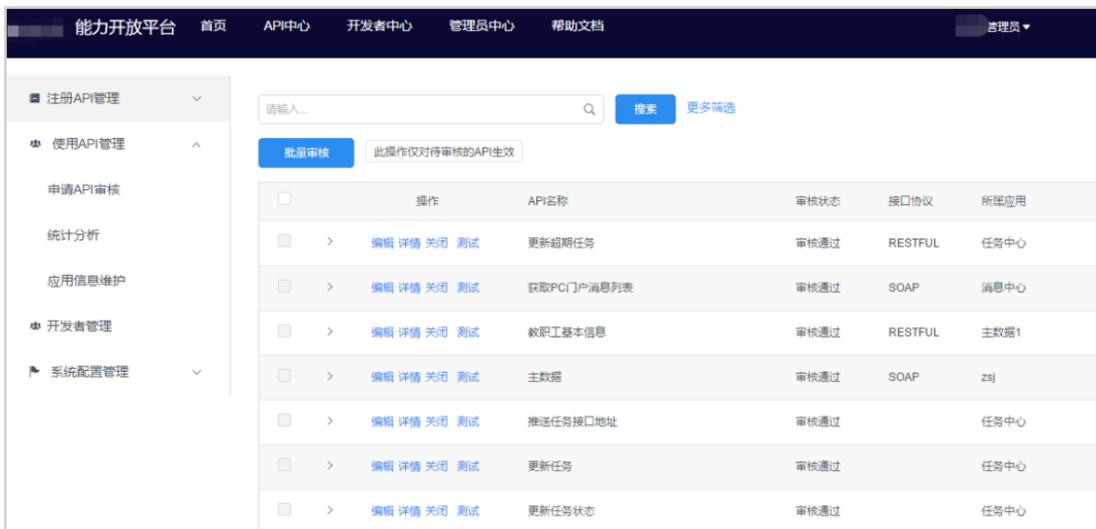 能力开放平台 首页 API中心 开发者中心 管理员中心 帮助文档 管理员
注册API管理
使用API管理
申请API审核
统计分析
应用信息维护
开发者管理
系统配置管理
请输入... 搜索 更多筛选
批量审核 此操作仅对待审核的API生效
操作 API名称 审核状态 接口协议 所属应用
编辑 详情 关闭 测试 更新超期任务 审核通过 RESTFUL 任务中心
编辑 详情 关闭 测试 获取PC门户消息列表 审核通过 SOAP 消息中心
编辑 详情 关闭 测试 教职工基本信息 审核通过 RESTFUL 主数据1
编辑 详情 关闭 测试 主数据 审核通过 SOAP zsj
编辑 详情 关闭 测试 推送任务接口地址 审核通过 任务中心
编辑 详情 关闭 测试 更新任务 审核通过 任务中心
编辑 详情 关闭 测试 更新任务状态 审核通过 任务中心